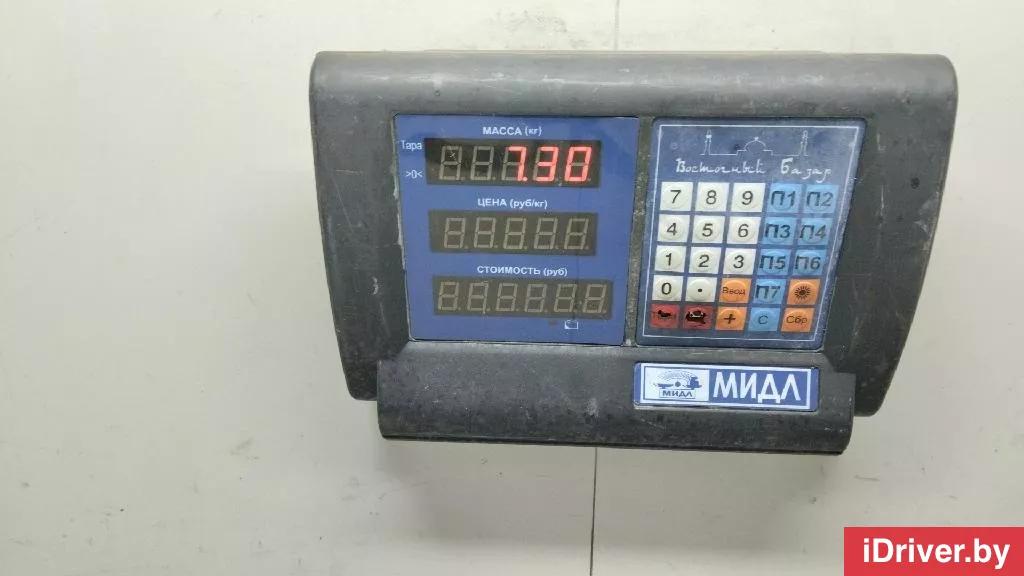 МАССА (кг)
Тара
7.30
>0<
ЦЕНА (руб/кг)
СТОИМОСТЬ (руб)
Восточный Базар
7 8 9 П1 П2
4 5 6 П3 П4
1 2 3 П5 П6
0 . Ввод П7
+ С Сбр
МИДЛ
МИДЛ
iDriver.by